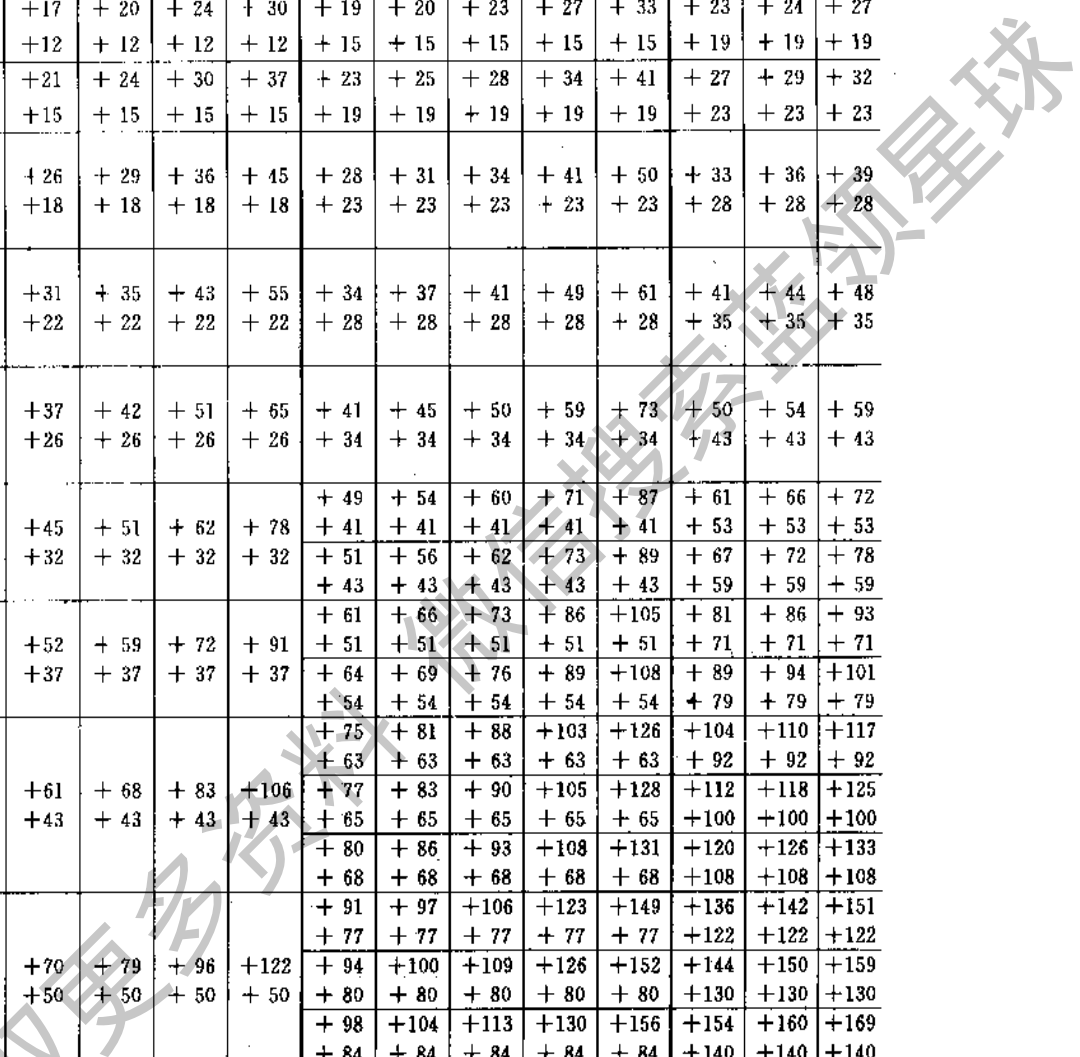 +17 + 20 + 24 + 30 + 19 + 20 + 23 + 27 + 33 + 23 + 24 + 27
+12 + 12 + 12 + 12 + 15 + 15 + 15 + 15 + 15 + 19 + 19 + 19
+21 + 24 + 30 + 37 + 23 + 25 + 28 + 34 + 41 + 27 + 29 + 32
+15 + 15 + 15 + 15 + 19 + 19 + 19 + 19 + 19 + 23 + 23 + 23
+26 + 29 + 36 + 45 + 28 + 31 + 34 + 41 + 50 + 33 + 36 + 39
+18 + 18 + 18 + 18 + 23 + 23 + 23 + 23 + 23 + 28 + 28 + 28
+31 + 35 + 43 + 55 + 34 + 37 + 41 + 49 + 61 + 41 + 44 + 48
+22 + 22 + 22 + 22 + 28 + 28 + 28 + 28 + 28 + 35 + 35 + 35
+37 + 42 + 51 + 65 + 41 + 45 + 50 + 59 + 73 + 50 + 54 + 59
+26 + 26 + 26 + 26 + 34 + 34 + 34 + 34 + 34 + 43 + 43 + 43
+ 49 + 54 + 60 + 71 + 87 + 61 + 66 + 72
+45 + 51 + 62 + 78 + 41 + 41 + 41 + 41 + 41 + 53 + 53 + 53
+32 + 32 + 32 + 32 + 51 + 56 + 62 + 73 + 89 + 67 + 72 + 78
+ 43 + 43 + 43 + 43 + 43 + 59 + 59 + 59
+ 61 + 66 + 73 + 86 +105 + 81 + 86 + 93
+52 + 59 + 72 + 91 + 51 + 51 + 51 + 51 + 51 + 71 + 71 + 71
+37 + 37 + 37 + 37 + 64 + 69 + 76 + 89 +108 + 89 + 94 +101
+ 54 + 54 + 54 + 54 + 54 + 79 + 79 + 79
+ 75 + 81 + 88 +103 +126 +104 +110 +117
+ 63 + 63 + 63 + 63 + 63 + 92 + 92 + 92
+61 + 68 + 83 +106 + 77 + 83 + 90 +105 +128 +112 +118 +125
+43 + 43 + 43 + 43 + 65 + 65 + 65 + 65 + 65 +100 +100 +100
+ 80 + 86 + 93 +108 +131 +120 +126 +133
+ 68 + 68 + 68 + 68 + 68 +108 +108 +108
+ 91 + 97 +106 +123 +149 +136 +142 +151
+ 77 + 77 + 77 + 77 + 77 +122 +122 +122
+70 + 79 + 96 +122 + 94 +100 +109 +126 +152 +144 +150 +159
+50 + 50 + 50 + 50 + 80 + 80 + 80 + 80 + 80 +130 +130 +130
+ 98 +104 +113 +130 +156 +154 +160 +169
+ 84 + 84 + 84 + 84 + 84 +140 +140 +140
更多资料 微信搜索蓝领星球